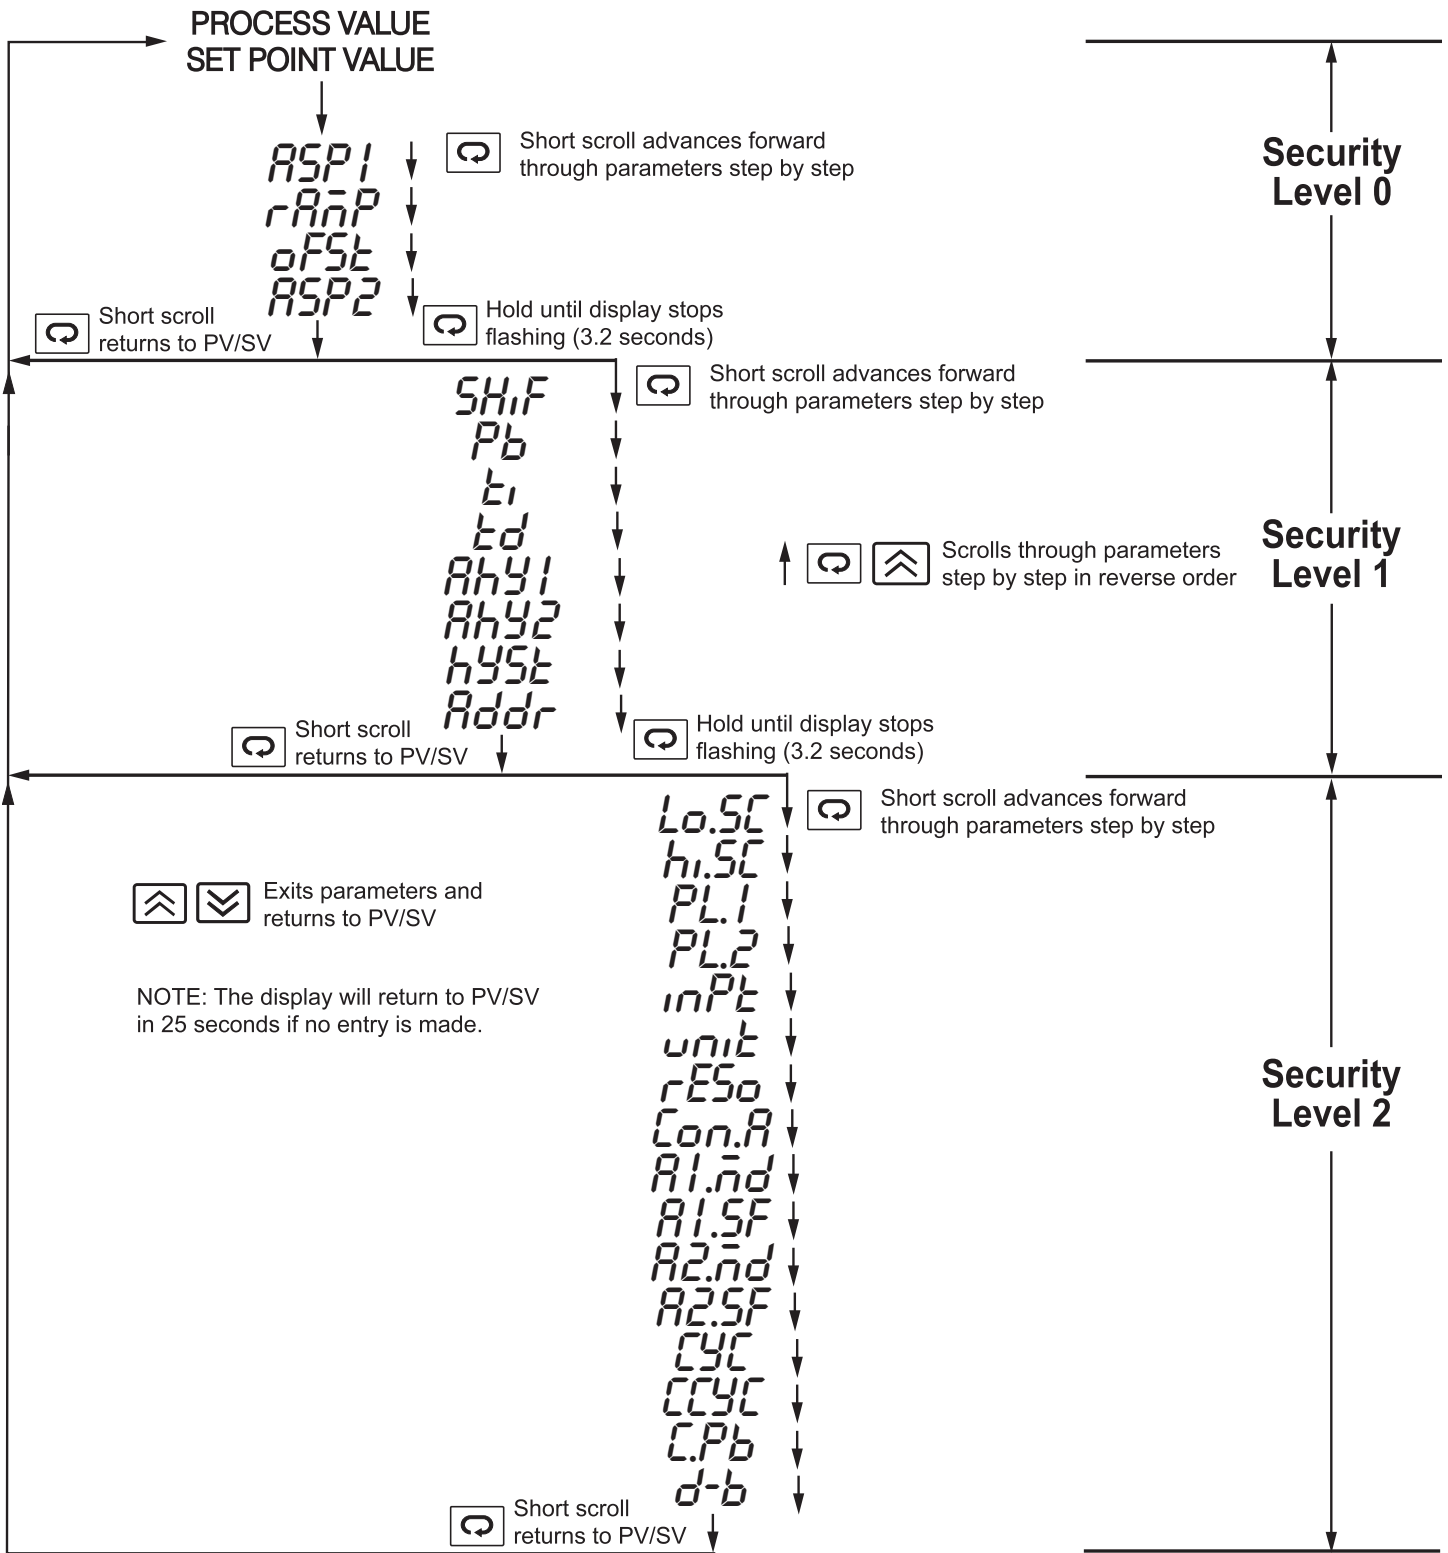 PROCESS VALUE
SET POINT VALUE
Short scroll advances forward
through parameters step by step
Security
Level 0
ASP1
rAmP
oFSt
ASP2
Short scroll
returns to PV/SV
Hold until display stops
flashing (3.2 seconds)
Short scroll advances forward
through parameters step by step
SHiF
Pb
ti
td
Ahy1
Ahy2
hySt
Addr
Scrolls through parameters
step by step in reverse order
Security
Level 1
Short scroll
returns to PV/SV
Hold until display stops
flashing (3.2 seconds)
Short scroll advances forward
through parameters step by step
Lo.SC
hi.SC
PL.1
PL.2
inPt
unit
rESo
Con.A
A1.md
A1.SF
A2.md
A2.SF
CYC
CCYC
C.Pb
d-b
Exits parameters and
returns to PV/SV
NOTE: The display will return to PV/SV
in 25 seconds if no entry is made.
Security
Level 2
Short scroll
returns to PV/SV